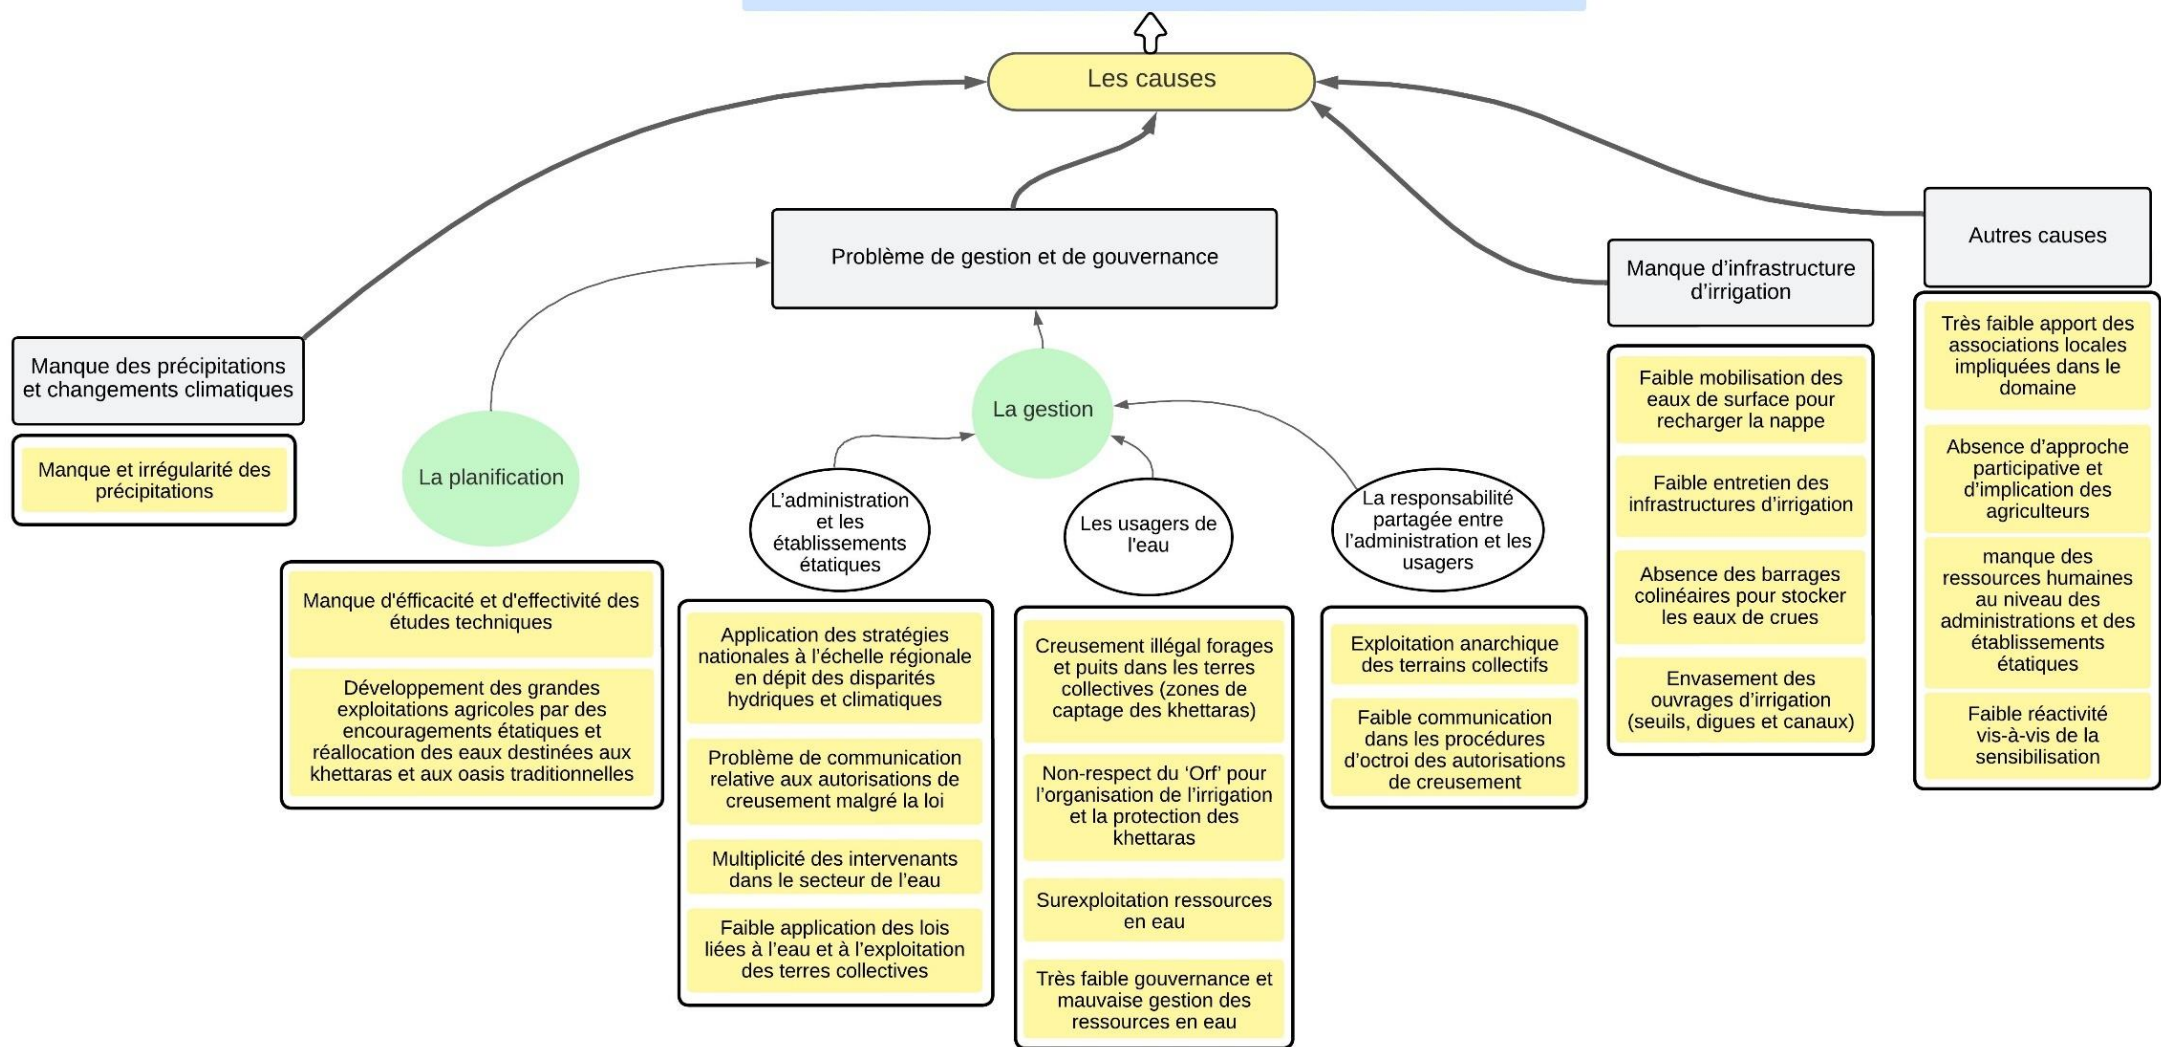 Les causes
Problème de gestion et de gouvernance
Autres causes
Manque d’infrastructure
d’irrigation
Manque des précipitations
et changements climatiques
Manque et irrégularité des
précipitations
La planification
La gestion
L’administration
et les
établissements
étatiques
Les usagers de
l'eau
La responsabilité
partagée entre
l’administration et les
usagers
Manque d'éfficacité et d'effectivité des
études techniques
Développement des grandes
exploitations agricoles par des
encouragements étatiques et
réallocation des eaux destinées aux
khettaras et aux oasis traditionnelles
Application des stratégies
nationales à l’échelle régionale
en dépit des disparités
hydriques et climatiques
Problème de communication
relative aux autorisations de
creusement malgré la loi
Multiplicité des intervenants
dans le secteur de l’eau
Faible application des lois
liées à l’eau et à l’exploitation
des terres collectives
Creusement illégal forages
et puits dans les terres
collectives (zones de
captage des khettaras)
Non-respect du ‘Orf’ pour
l’organisation de l’irrigation
et la protection des
khettaras
Surexploitation ressources
en eau
Très faible gouvernance et
mauvaise gestion des
ressources en eau
Exploitation anarchique
des terrains collectifs
Faible communication
dans les procédures
d’octroi des autorisations
de creusement
Faible mobilisation des
eaux de surface pour
recharger la nappe
Faible entretien des
infrastructures d’irrigation
Absence des barrages
colinéaires pour stocker
les eaux de crues
Envasement des
ouvrages d’irrigation
(seuils, digues et canaux)
Très faible apport des
associations locales
impliquées dans le
domaine
Absence d’approche
participative et
d’implication des
agriculteurs
manque des
ressources humaines
au niveau des
administrations et des
établissements
étatiques
Faible réactivité
vis-à-vis de la
sensibilisation